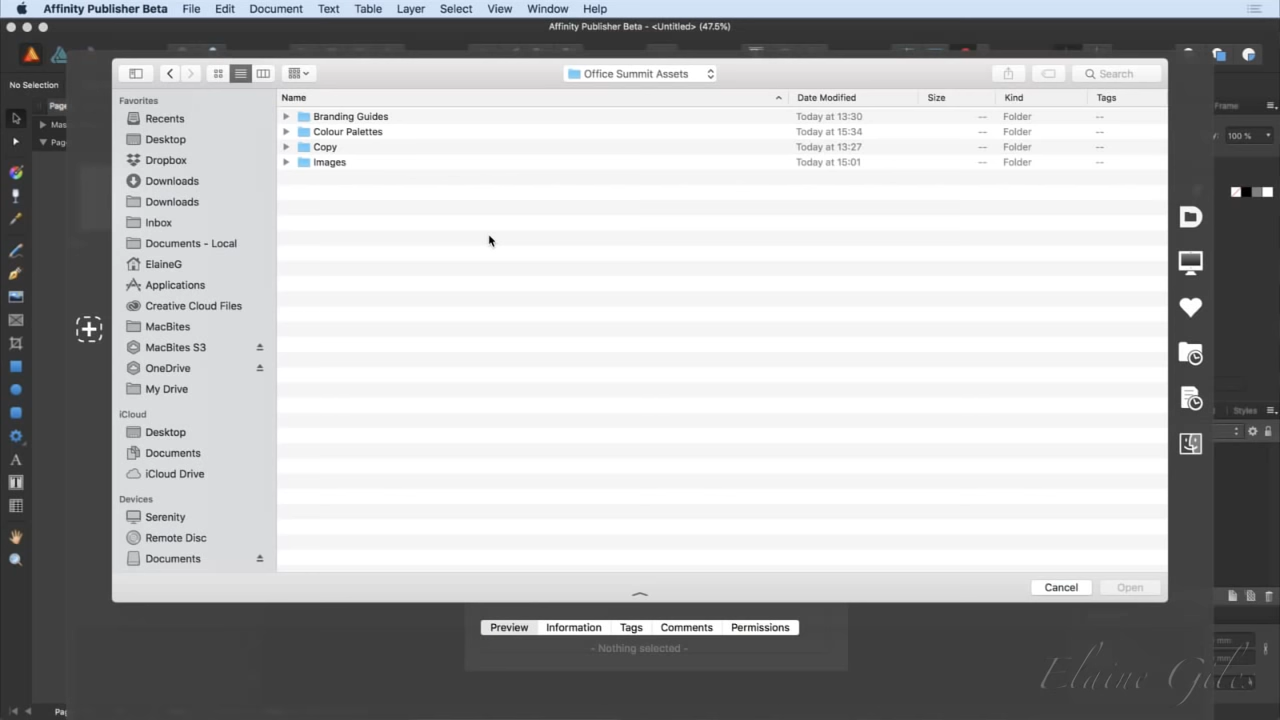 Affinity Publisher Beta File Edit Document Text Table Layer Select View Window Help
Affinity Publisher Beta - <Untitled> (47.5%)
Office Summit Assets
Search
No Selection
Name Date Modified Size Kind Tags
Favorites
Recents
Desktop
Dropbox
Downloads
Downloads
Inbox
Documents - Local
ElaineG
Applications
Creative Cloud Files
MacBites
MacBites S3
OneDrive
My Drive
iCloud
Desktop
Documents
iCloud Drive
Devices
Serenity
Remote Disc
Documents
Branding Guides Today at 13:30 -- Folder --
Colour Palettes Today at 15:34 -- Folder --
Copy Today at 13:27 -- Folder --
Images Today at 15:01 -- Folder --
Frame
100 %
Styles
Cancel Open
Preview Information Tags Comments Permissions
- Nothing selected -
mm
mm
Elaine Giles